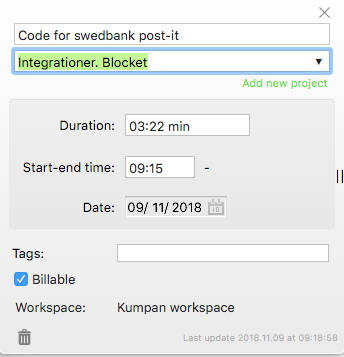 Code for swedbank post-it
Integrationer. Blocket
Add new project
Duration: 03:22 min
Start-end time: 09:15 -
Date: 09/ 11/ 2018
Tags:
Billable
Workspace: Kumpan workspace
Last update 2018.11.09 at 09:18:58